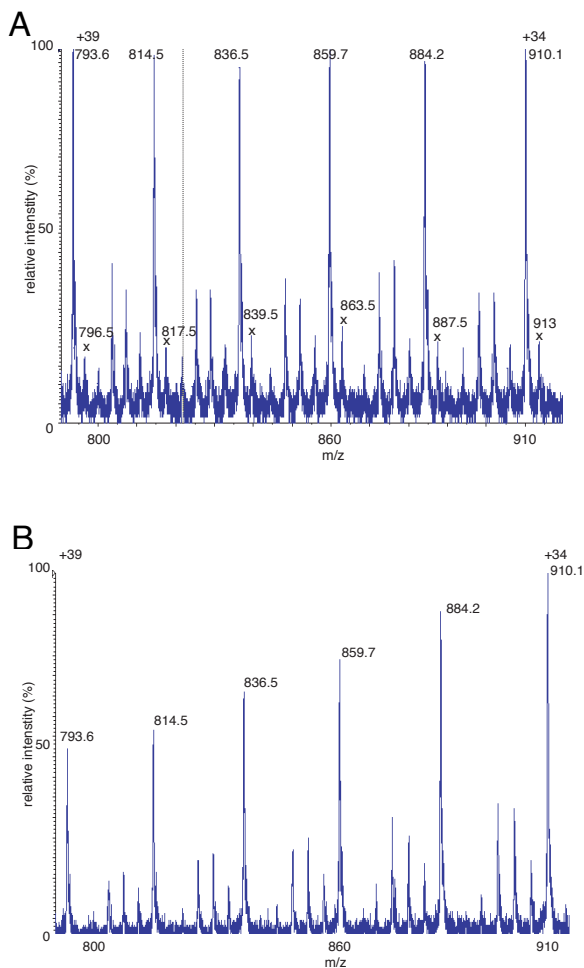 A
+39
+34
100
793.6 814.5 836.5 859.7 884.2 910.1
relative intenstity (%)
50
796.5 817.5 839.5 863.5 887.5 913
x x x x x x
0
800 860 910
m/z
B
+39
+34
100
910.1
884.2
859.7
836.5
814.5
793.6
relative intenstity (%)
50
0
800 860 910
m/z